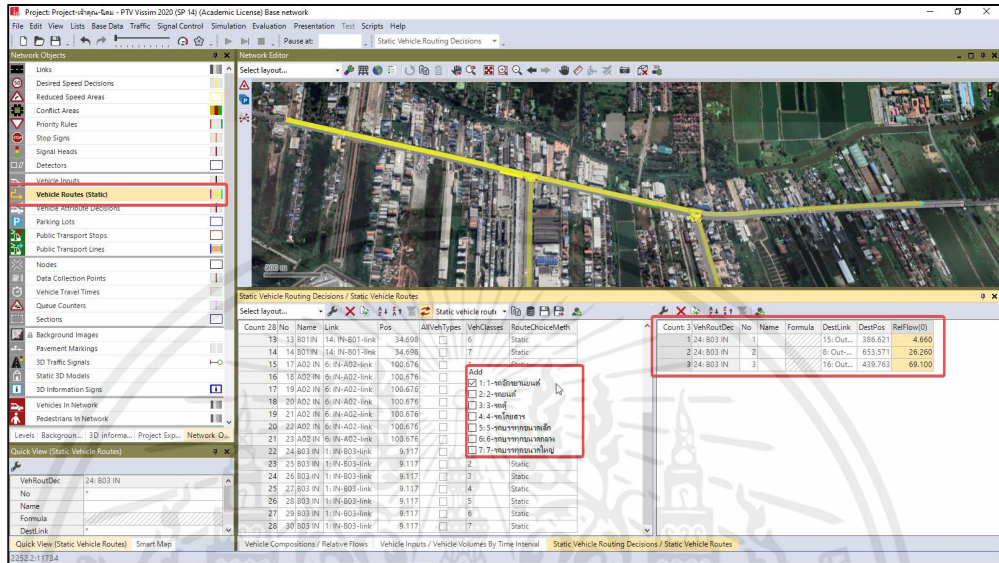 Project: Project-เจ้าคุณ-นิคม - PTV Vissim 2020 (SP 14) (Academic License) Base network
File Edit View Lists Base Data Traffic Signal Control Simulation Evaluation Presentation Test Scripts Help
Pause at: Static Vehicle Routing Decisions
Network Objects
Network Editor
Select layout...
Links
Desired Speed Decisions
Reduced Speed Areas
Conflict Areas
Priority Rules
Stop Signs
Signal Heads
Detectors
Vehicle Inputs
Vehicle Routes (Static)
Vehicle Attribute Decisions
Parking Lots
Public Transport Stops
Public Transport Lines
Nodes
Data Collection Points
Vehicle Travel Times
Queue Counters
Sections
Background Images
Pavement Markings
3D Traffic Signals
Static 3D Models
3D Information Signs
Vehicles In Network
Pedestrians In Network
Levels Backgroun... 3D informa... Project Exp... Network O...
200 m
Quick View (Static Vehicle Routes)
VehRoutDec 24: B03 IN
No *
Name
Formula
DestLink *
Quick View (Static Vehicle Routes) Smart Map
2252.2:1173.4
Static Vehicle Routing Decisions / Static Vehicle Routes
Select layout... Static vehicle route
Count: 28 No Name Link Pos AllVehTypes VehClasses RouteChoiceMeth
13 13 B01IN 14: IN-B01-link 34.698 6 Static
14 14 B01IN 14: IN-B01-link 34.698 7 Static
15 17 A02 IN 6: IN-A02-link 100.676
16 18 A02 IN 6: IN-A02-link 100.676
17 19 A02 IN 6: IN-A02-link 100.676
18 20 A02 IN 6: IN-A02-link 100.676
19 21 A02 IN 6: IN-A02-link 100.676
20 22 A02 IN 6: IN-A02-link 100.676
21 23 A02 IN 6: IN-A02-link 100.676
22 24 B03 IN 1: IN-B03-link 9.117
23 25 B03 IN 1: IN-B03-link 9.117 2 Static
24 26 B03 IN 1: IN-B03-link 9.117 3 Static
25 27 B03 IN 1: IN-B03-link 9.117 4 Static
26 28 B03 IN 1: IN-B03-link 9.117 5 Static
27 29 B03 IN 1: IN-B03-link 9.117 6 Static
28 30 B03 IN 1: IN-B03-link 9.117 7 Static
Add
1: 1-รถจักรยานยนต์
2: 2-รถยนต์
3: 3-รถตู้
4: 4-รถโดยสาร
5: 5-รถบรรทุกขนาดเล็ก
6: 6-รถบรรทุกขนาดกลาง
7: 7-รถบรรทุกขนาดใหญ่
Count: 3 VehRoutDec No Name Formula DestLink DestPos RelFlow(0)
1 24: B03 IN 1 15: Out... 386.621 4.660
2 24: B03 IN 2 8: Out-... 653.571 26.260
3 24: B03 IN 3 16: Out... 439.763 69.100
Vehicle Compositions / Relative Flows Vehicle Inputs / Vehicle Volumes By Time Interval Static Vehicle Routing Decisions / Static Vehicle Routes